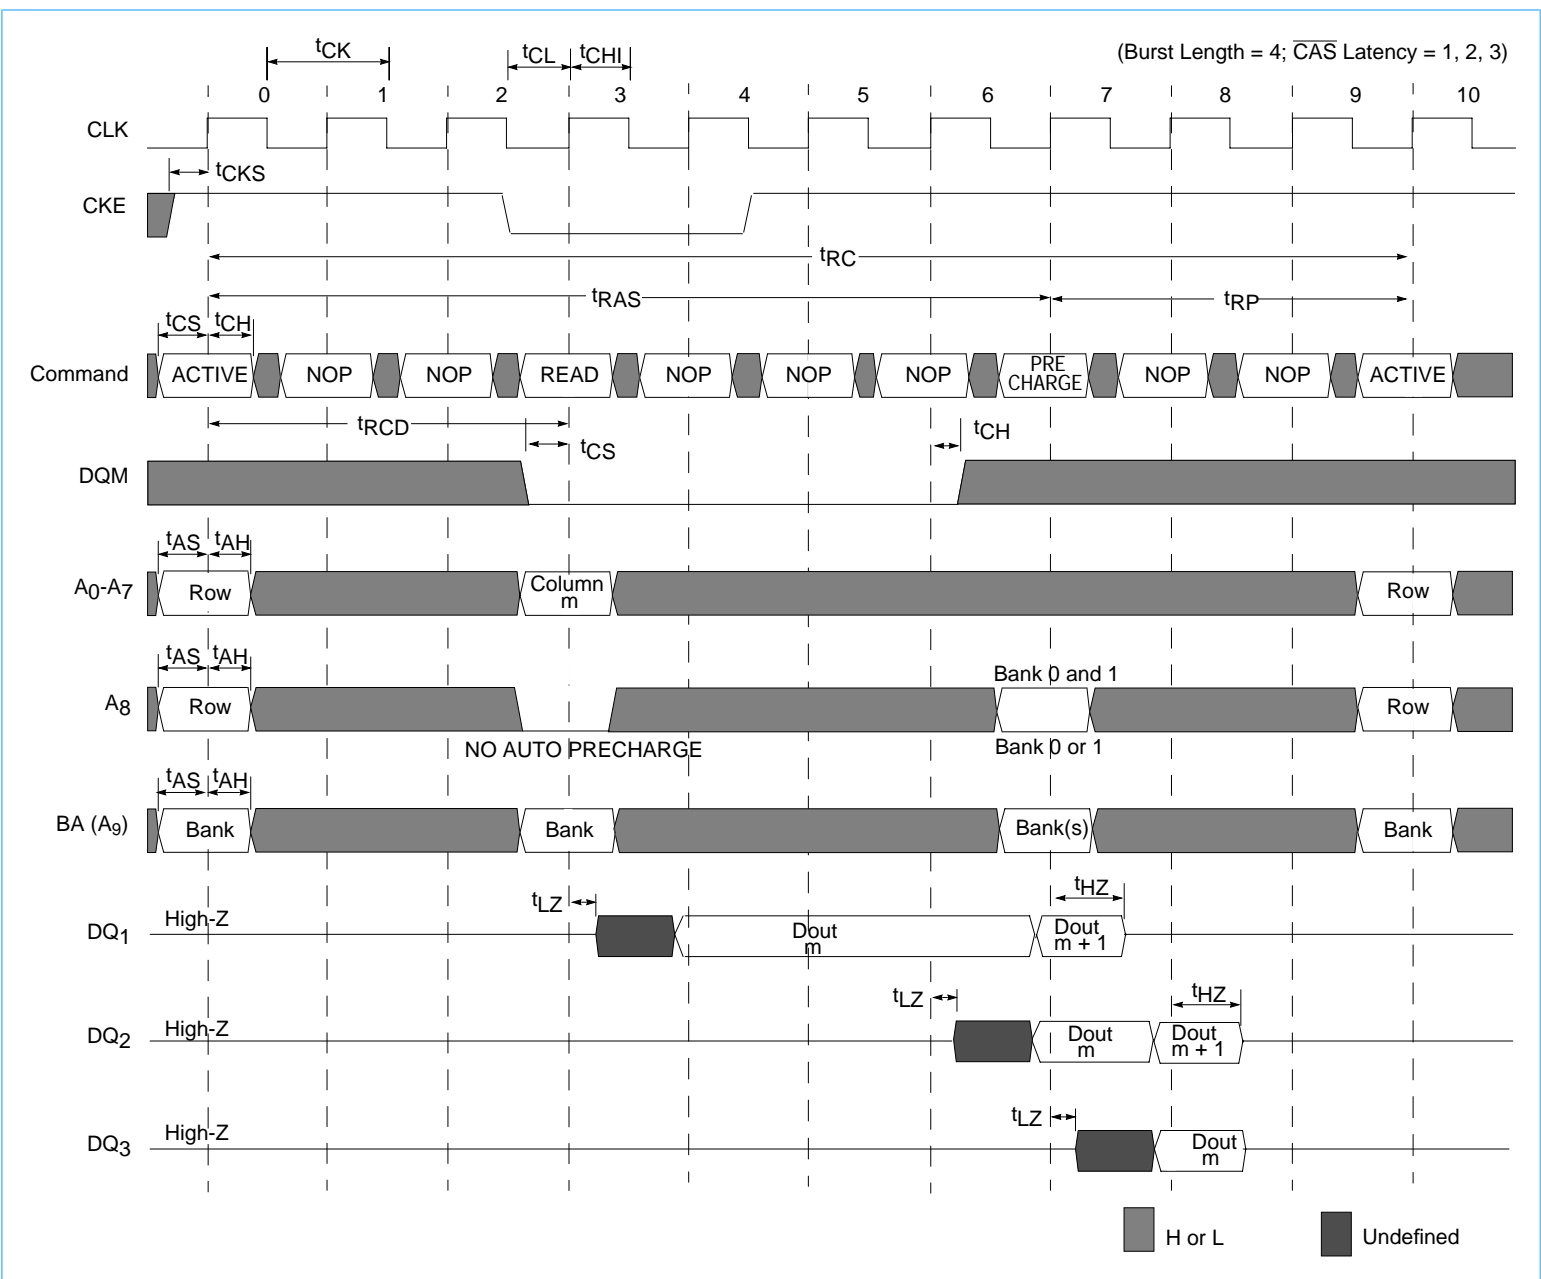 (Burst Length = 4; CAS Latency = 1, 2, 3)
tCK
tCL
tCHI
0 1 2 3 4 5 6 7 8 9 10
CLK
tCKS
CKE
tRC
tRAS
tRP
tCS
tCH
Command
ACTIVE
NOP
NOP
READ
NOP
NOP
NOP
PRE
CHARGE
NOP
NOP
ACTIVE
tRCD
tCS
tCH
DQM
tAS
tAH
A0-A7
Row
Column
m
Row
tAS
tAH
Bank 0 and 1
A8
Row
Row
NO AUTO PRECHARGE
Bank 0 or 1
tAS
tAH
BA (A9)
Bank
Bank
Bank(s)
Bank
tLZ
tHZ
DQ1
High-Z
Dout
m
Dout
m + 1
tLZ
tHZ
DQ2
High-Z
Dout
m
Dout
m + 1
tLZ
DQ3
High-Z
Dout
m
H or L
Undefined